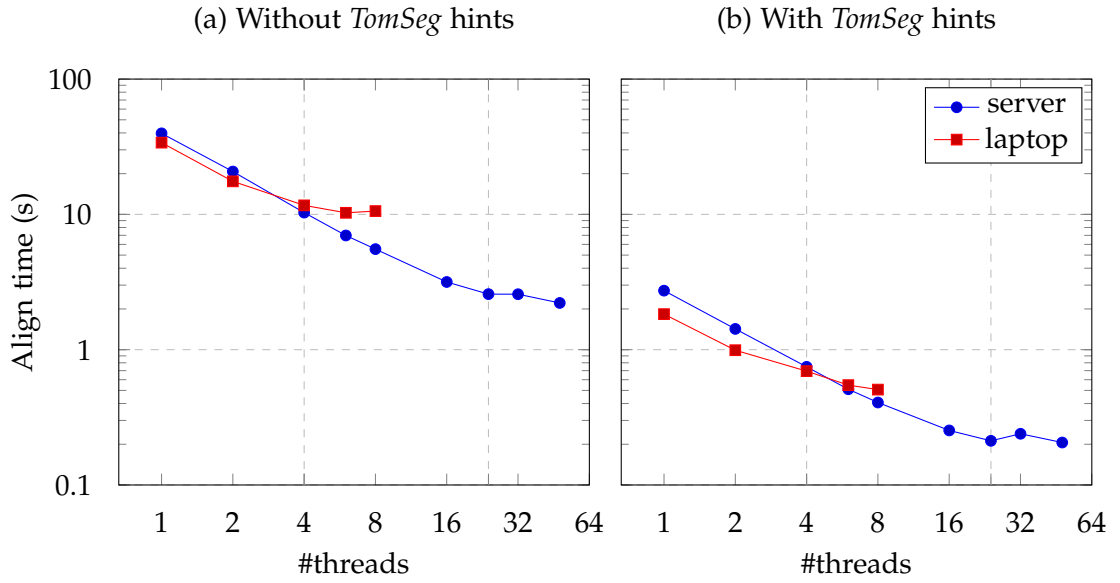 (a) Without TomSeg hints
(b) With TomSeg hints
100
10
1
0.1
Align time (s)
1 2 4 8 16 32 64
#threads
server
laptop
1 2 4 8 16 32 64
#threads